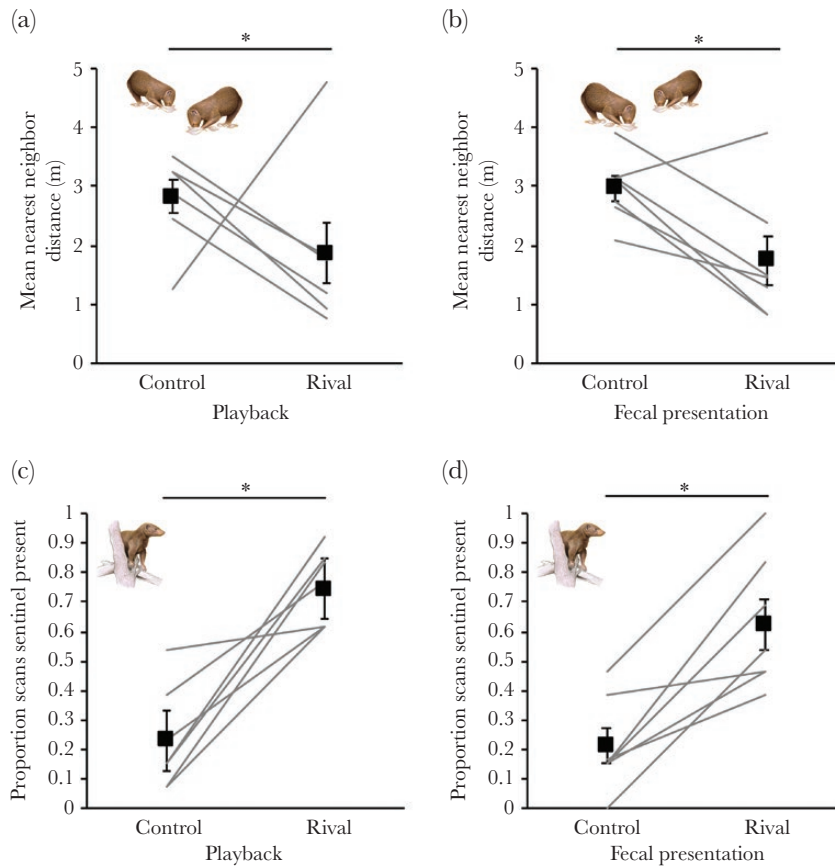 (a)
*
5
4
3
2
1
0
Mean nearest neighbor
distance (m)
Control
Rival
Playback
(b)
*
5
4
3
2
1
0
Mean nearest neighbor
distance (m)
Control
Rival
Fecal presentation
(c)
*
1
0.9
0.8
0.7
0.6
0.5
0.4
0.3
0.2
0.1
0
Proportion scans sentinel present
Control
Rival
Playback
(d)
*
1
0.9
0.8
0.7
0.6
0.5
0.4
0.3
0.2
0.1
0
Proportion scans sentinel present
Control
Rival
Fecal presentation